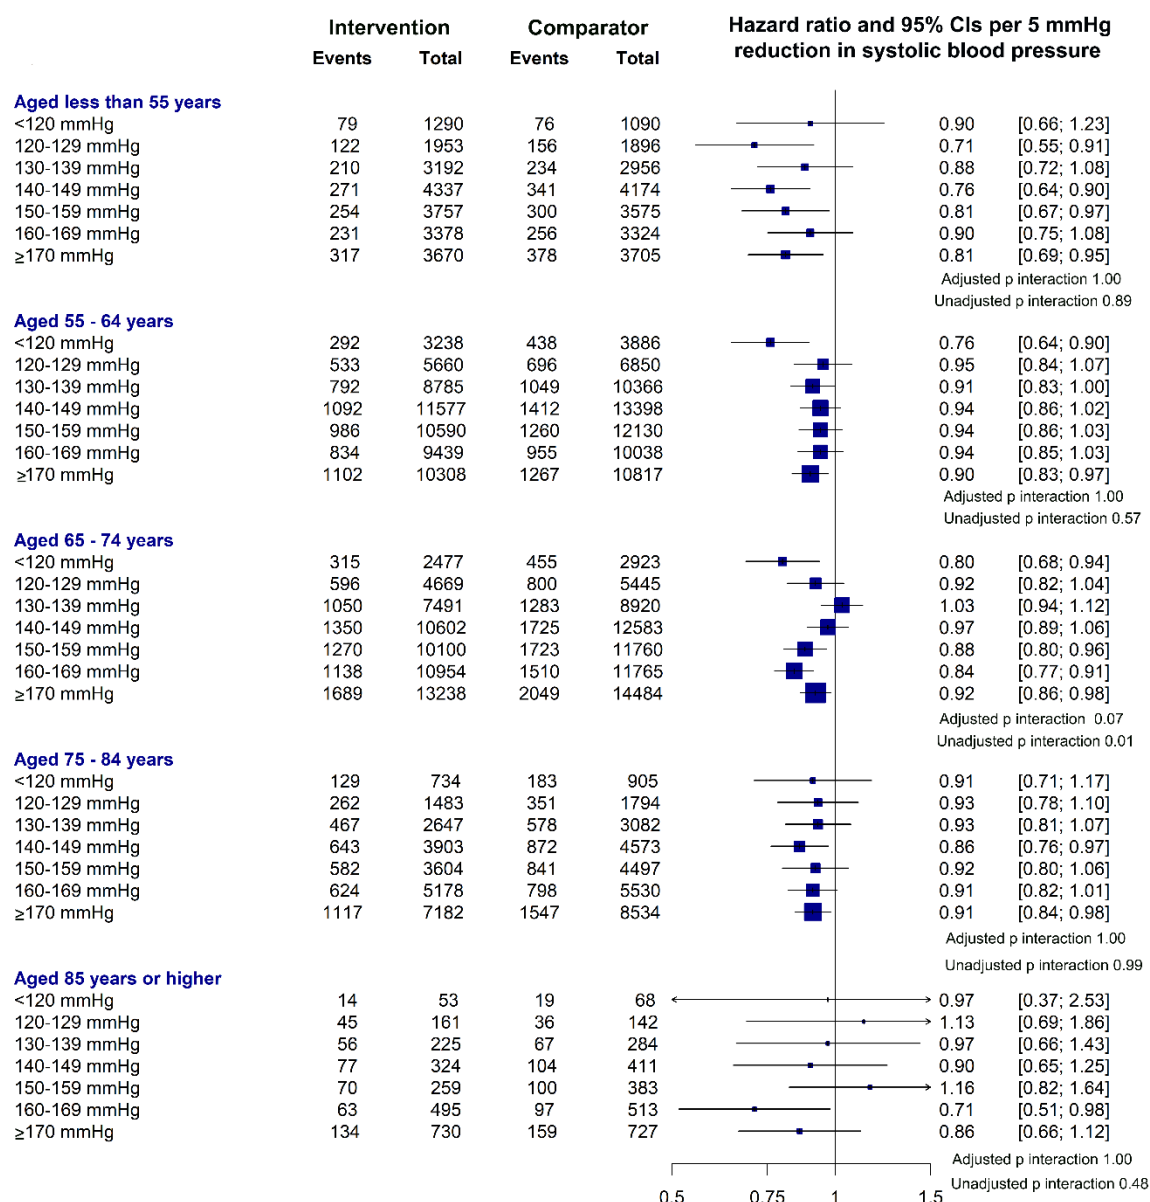 Intervention Comparator Hazard ratio and 95% CIs per 5 mmHg
Events Total Events Total reduction in systolic blood pressure
Aged less than 55 years
<120 mmHg 79 1290 76 1090 0.90 [0.66; 1.23]
120-129 mmHg 122 1953 156 1896 0.71 [0.55; 0.91]
130-139 mmHg 210 3192 234 2956 0.88 [0.72; 1.08]
140-149 mmHg 271 4337 341 4174 0.76 [0.64; 0.90]
150-159 mmHg 254 3757 300 3575 0.81 [0.67; 0.97]
160-169 mmHg 231 3378 256 3324 0.90 [0.75; 1.08]
≥170 mmHg 317 3670 378 3705 0.81 [0.69; 0.95]
Adjusted p interaction 1.00
Unadjusted p interaction 0.89
Aged 55 - 64 years
<120 mmHg 292 3238 438 3886 0.76 [0.64; 0.90]
120-129 mmHg 533 5660 696 6850 0.95 [0.84; 1.07]
130-139 mmHg 792 8785 1049 10366 0.91 [0.83; 1.00]
140-149 mmHg 1092 11577 1412 13398 0.94 [0.86; 1.02]
150-159 mmHg 986 10590 1260 12130 0.94 [0.86; 1.03]
160-169 mmHg 834 9439 955 10038 0.94 [0.85; 1.03]
≥170 mmHg 1102 10308 1267 10817 0.90 [0.83; 0.97]
Adjusted p interaction 1.00
Unadjusted p interaction 0.57
Aged 65 - 74 years
<120 mmHg 315 2477 455 2923 0.80 [0.68; 0.94]
120-129 mmHg 596 4669 800 5445 0.92 [0.82; 1.04]
130-139 mmHg 1050 7491 1283 8920 1.03 [0.94; 1.12]
140-149 mmHg 1350 10602 1725 12583 0.97 [0.89; 1.06]
150-159 mmHg 1270 10100 1723 11760 0.88 [0.80; 0.96]
160-169 mmHg 1138 10954 1510 11765 0.84 [0.77; 0.91]
≥170 mmHg 1689 13238 2049 14484 0.92 [0.86; 0.98]
Adjusted p interaction 0.07
Unadjusted p interaction 0.01
Aged 75 - 84 years
<120 mmHg 129 734 183 905 0.91 [0.71; 1.17]
120-129 mmHg 262 1483 351 1794 0.93 [0.78; 1.10]
130-139 mmHg 467 2647 578 3082 0.93 [0.81; 1.07]
140-149 mmHg 643 3903 872 4573 0.86 [0.76; 0.97]
150-159 mmHg 582 3604 841 4497 0.92 [0.80; 1.06]
160-169 mmHg 624 5178 798 5530 0.91 [0.82; 1.01]
≥170 mmHg 1117 7182 1547 8534 0.91 [0.84; 0.98]
Adjusted p interaction 1.00
Unadjusted p interaction 0.99
Aged 85 years or higher
<120 mmHg 14 53 19 68 0.97 [0.37; 2.53]
120-129 mmHg 45 161 36 142 1.13 [0.69; 1.86]
130-139 mmHg 56 225 67 284 0.97 [0.66; 1.43]
140-149 mmHg 77 324 104 411 0.90 [0.65; 1.25]
150-159 mmHg 70 259 100 383 1.16 [0.82; 1.64]
160-169 mmHg 63 495 97 513 0.71 [0.51; 0.98]
≥170 mmHg 134 730 159 727 0.86 [0.66; 1.12]
Adjusted p interaction 1.00
Unadjusted p interaction 0.48
0.5 0.75 1 1.5